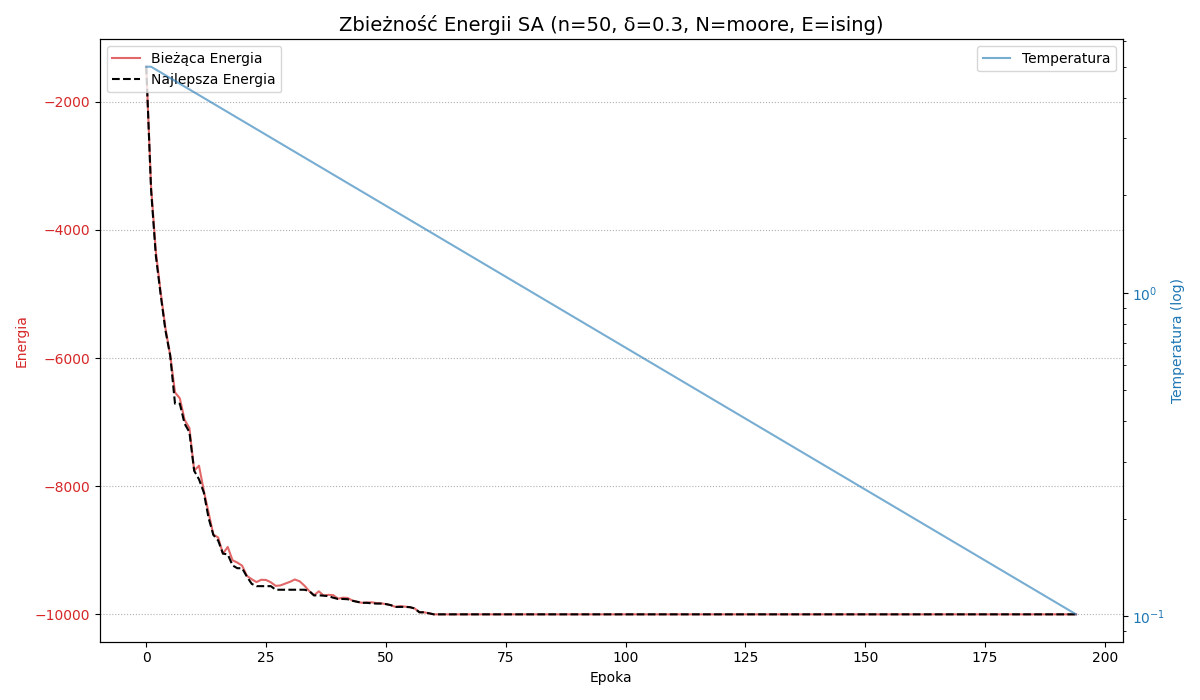 Zbieżność Energii SA (n=50, δ=0.3, N=moore, E=ising)
Bieżąca Energia
Najlepsza Energia
Temperatura
−2000
−4000
−6000
−8000
−10000
Energia
10⁰
10⁻¹
Temperatura (log)
0 25 50 75 100 125 150 175 200
Epoka